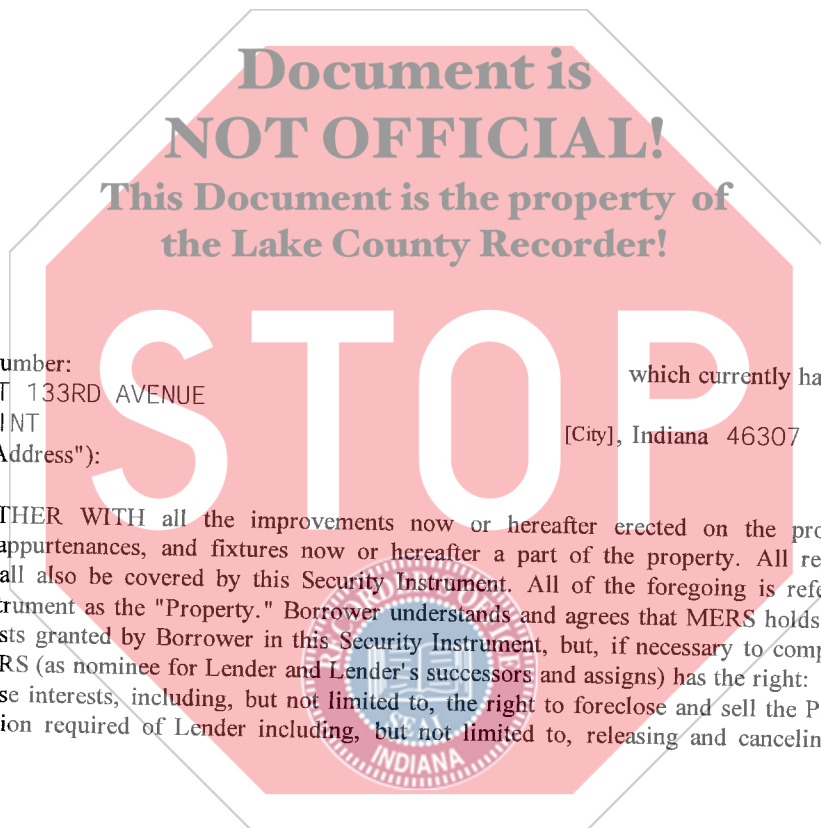 Document is
NOT OFFICIAL!
This Document is the property of
the Lake County Recorder!
STOP
umber:
which currently ha
T 133RD AVENUE
INT
[City], Indiana 46307
Address"):
THER WITH all the improvements now or hereafter erected on the pro
appurtenances, and fixtures now or hereafter a part of the property. All re
all also be covered by this Security Instrument. All of the foregoing is refe
trument as the "Property." Borrower understands and agrees that MERS holds
sts granted by Borrower in this Security Instrument, but, if necessary to comp
RS (as nominee for Lender and Lender's successors and assigns) has the right:
se interests, including, but not limited to, the right to foreclose and sell the P
ion required of Lender including, but not limited to, releasing and cancelin
RECORDER'S OFFICE
SEAL
INDIANA